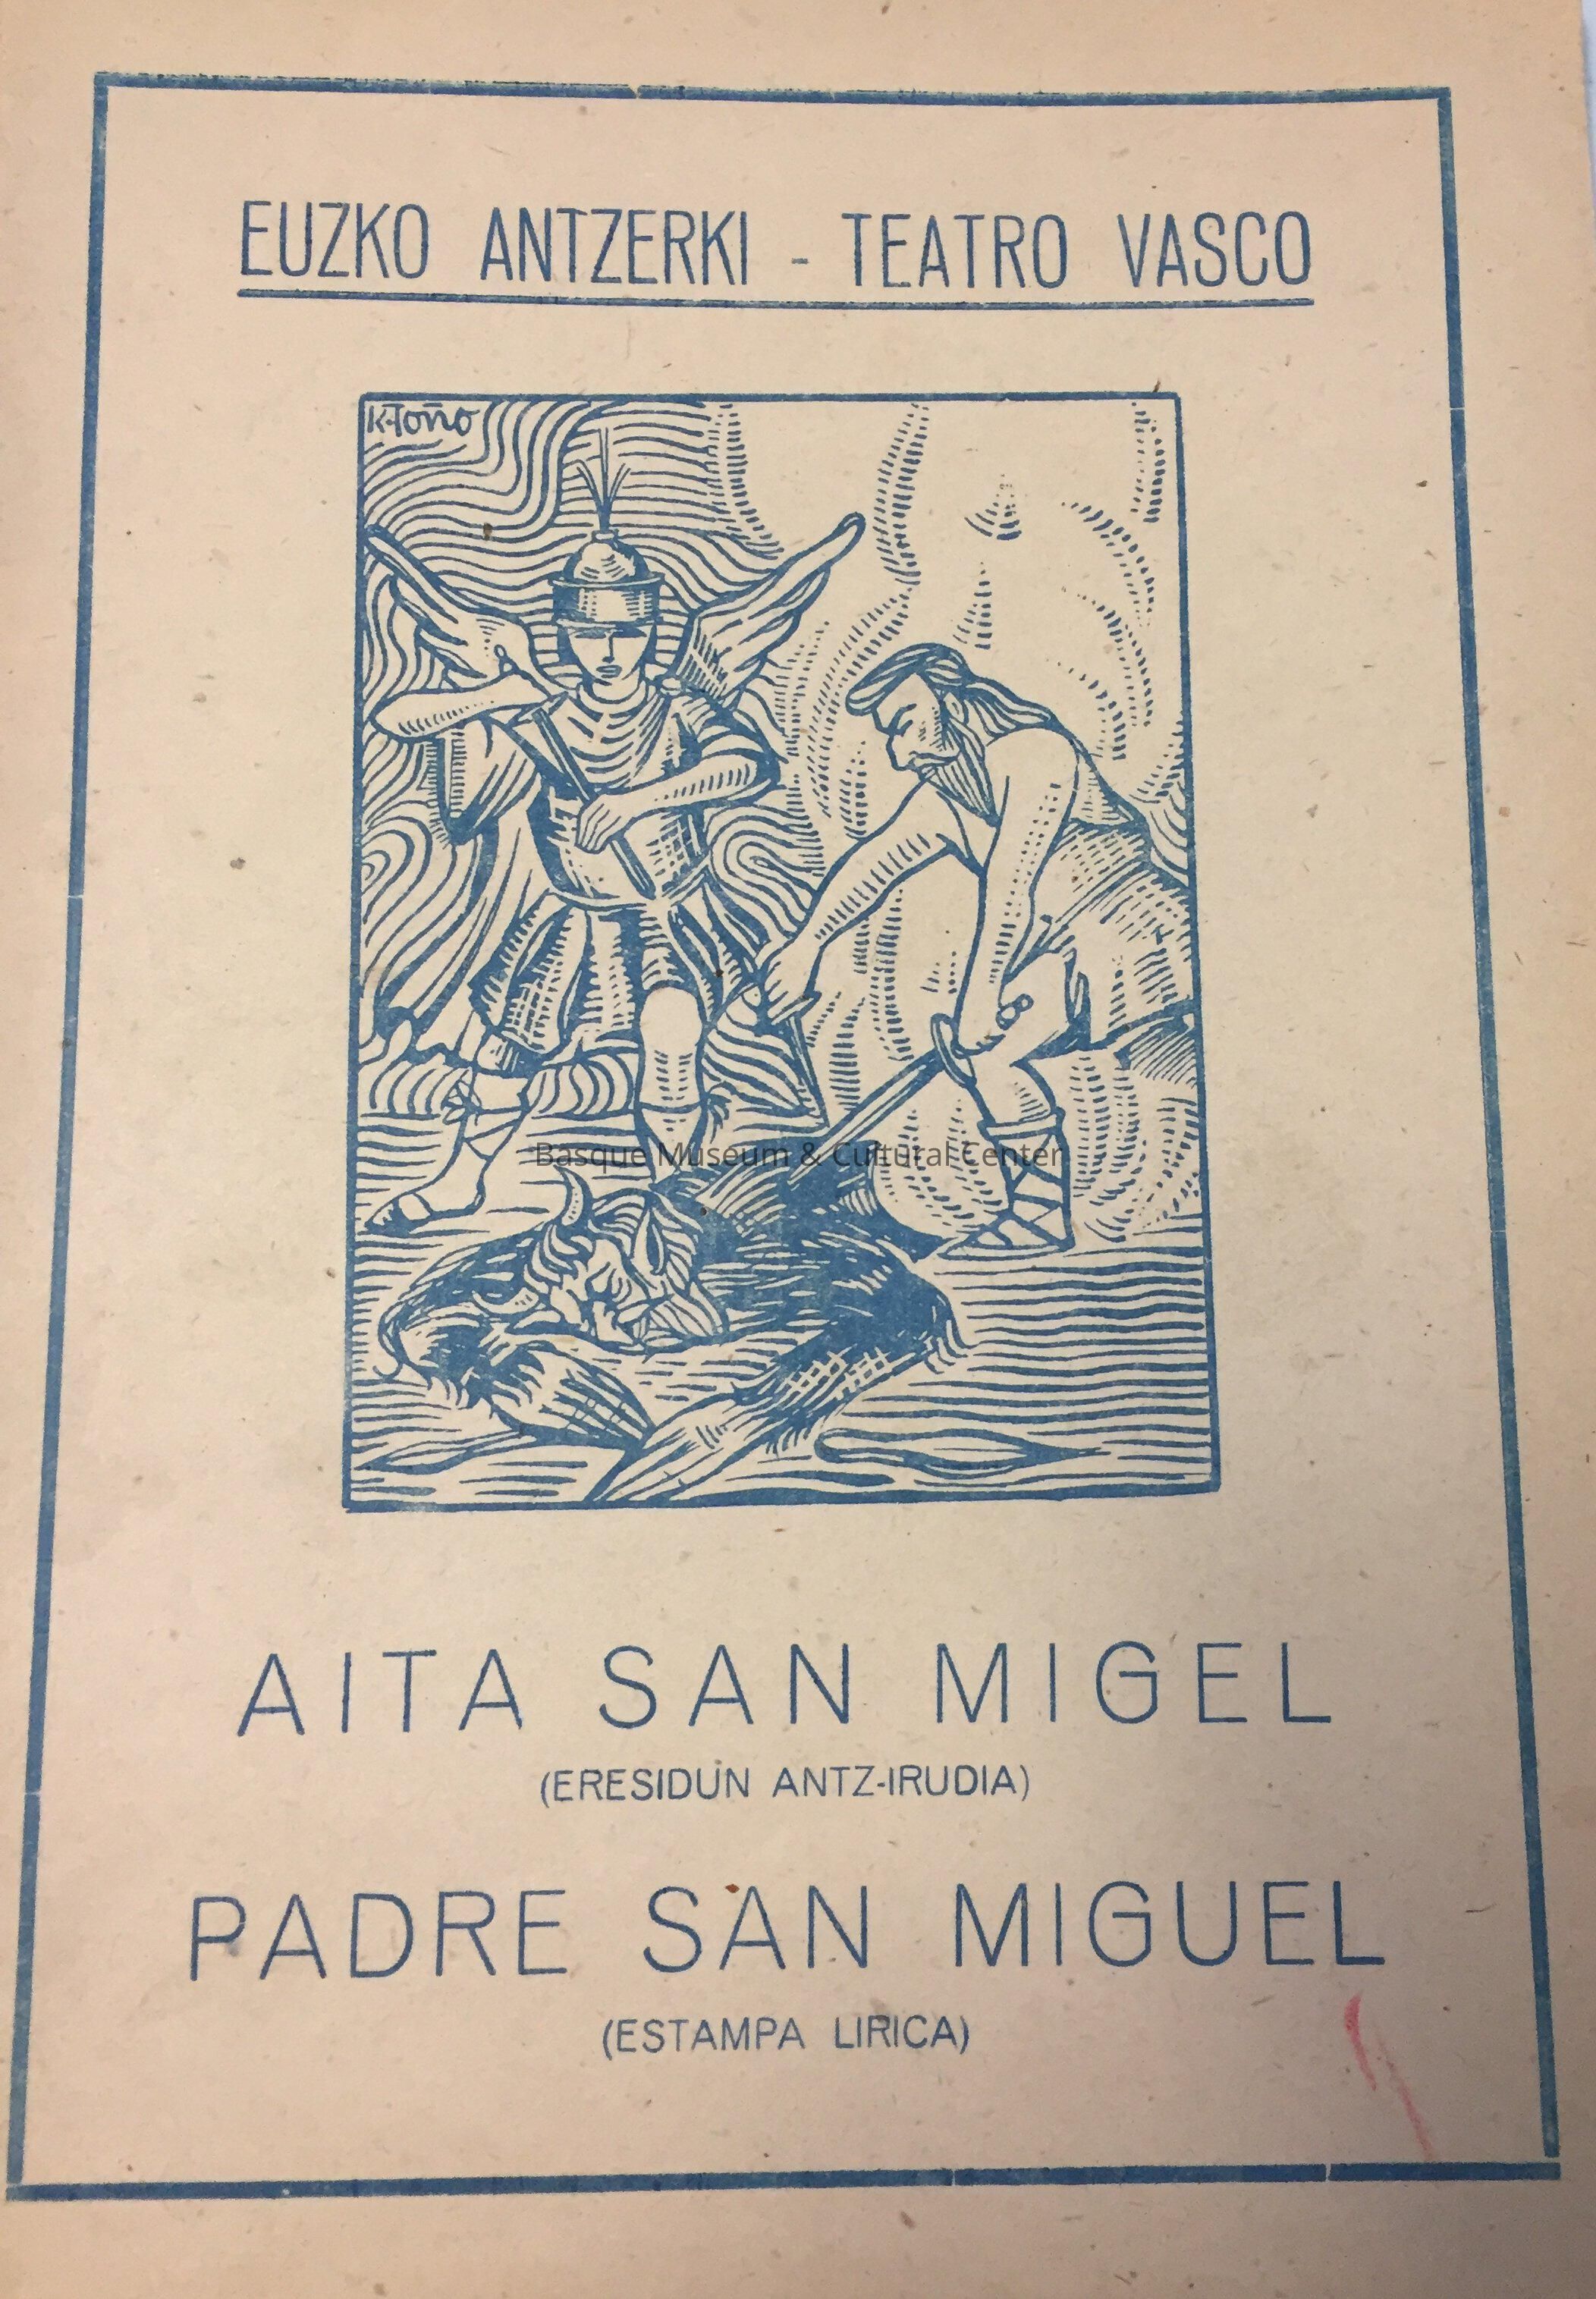 EUZKO ANTZERKI - TEATRO VASCO
K-Toño
Basque Museum & Cultural Center
AITA SAN MIGEL
(ERESIDUN ANTZ-IRUDIA)
PADRE SAN MIGUEL
(ESTAMPA LIRICA)